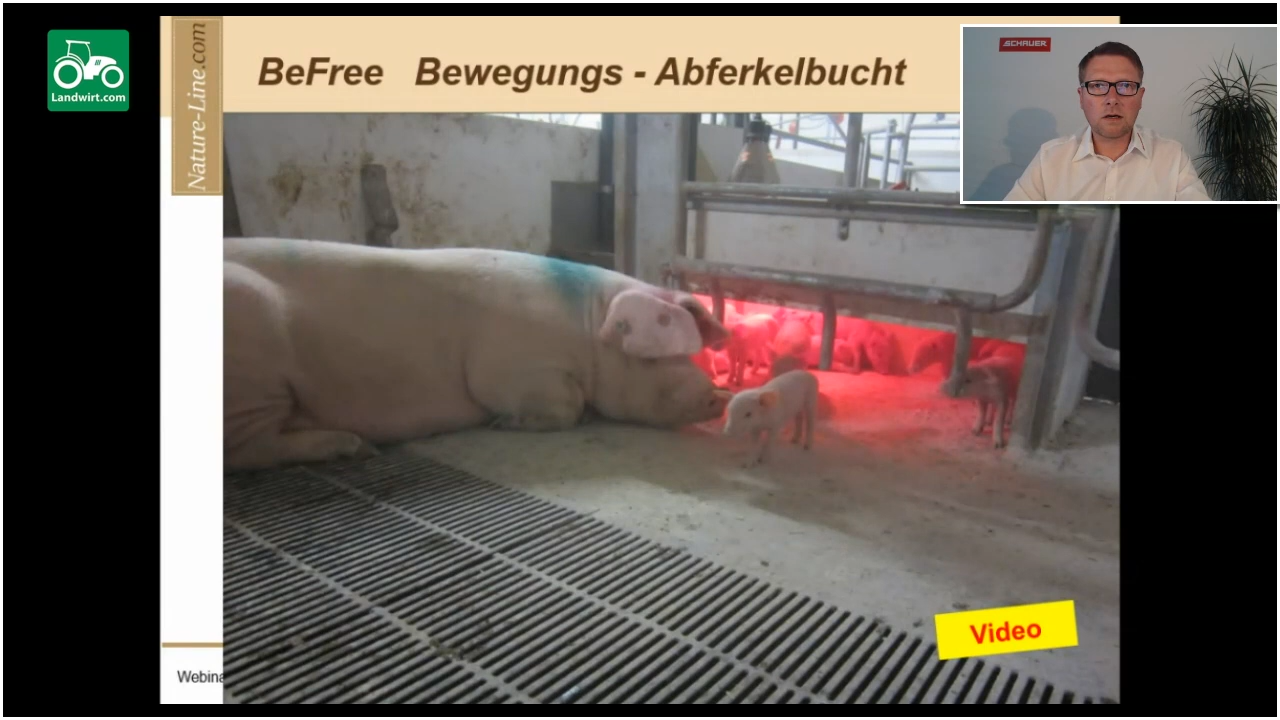 Landwirt.com
Nature-Line.com
BeFree Bewegungs - Abferkelbucht
SCHAUER
Video
Webina